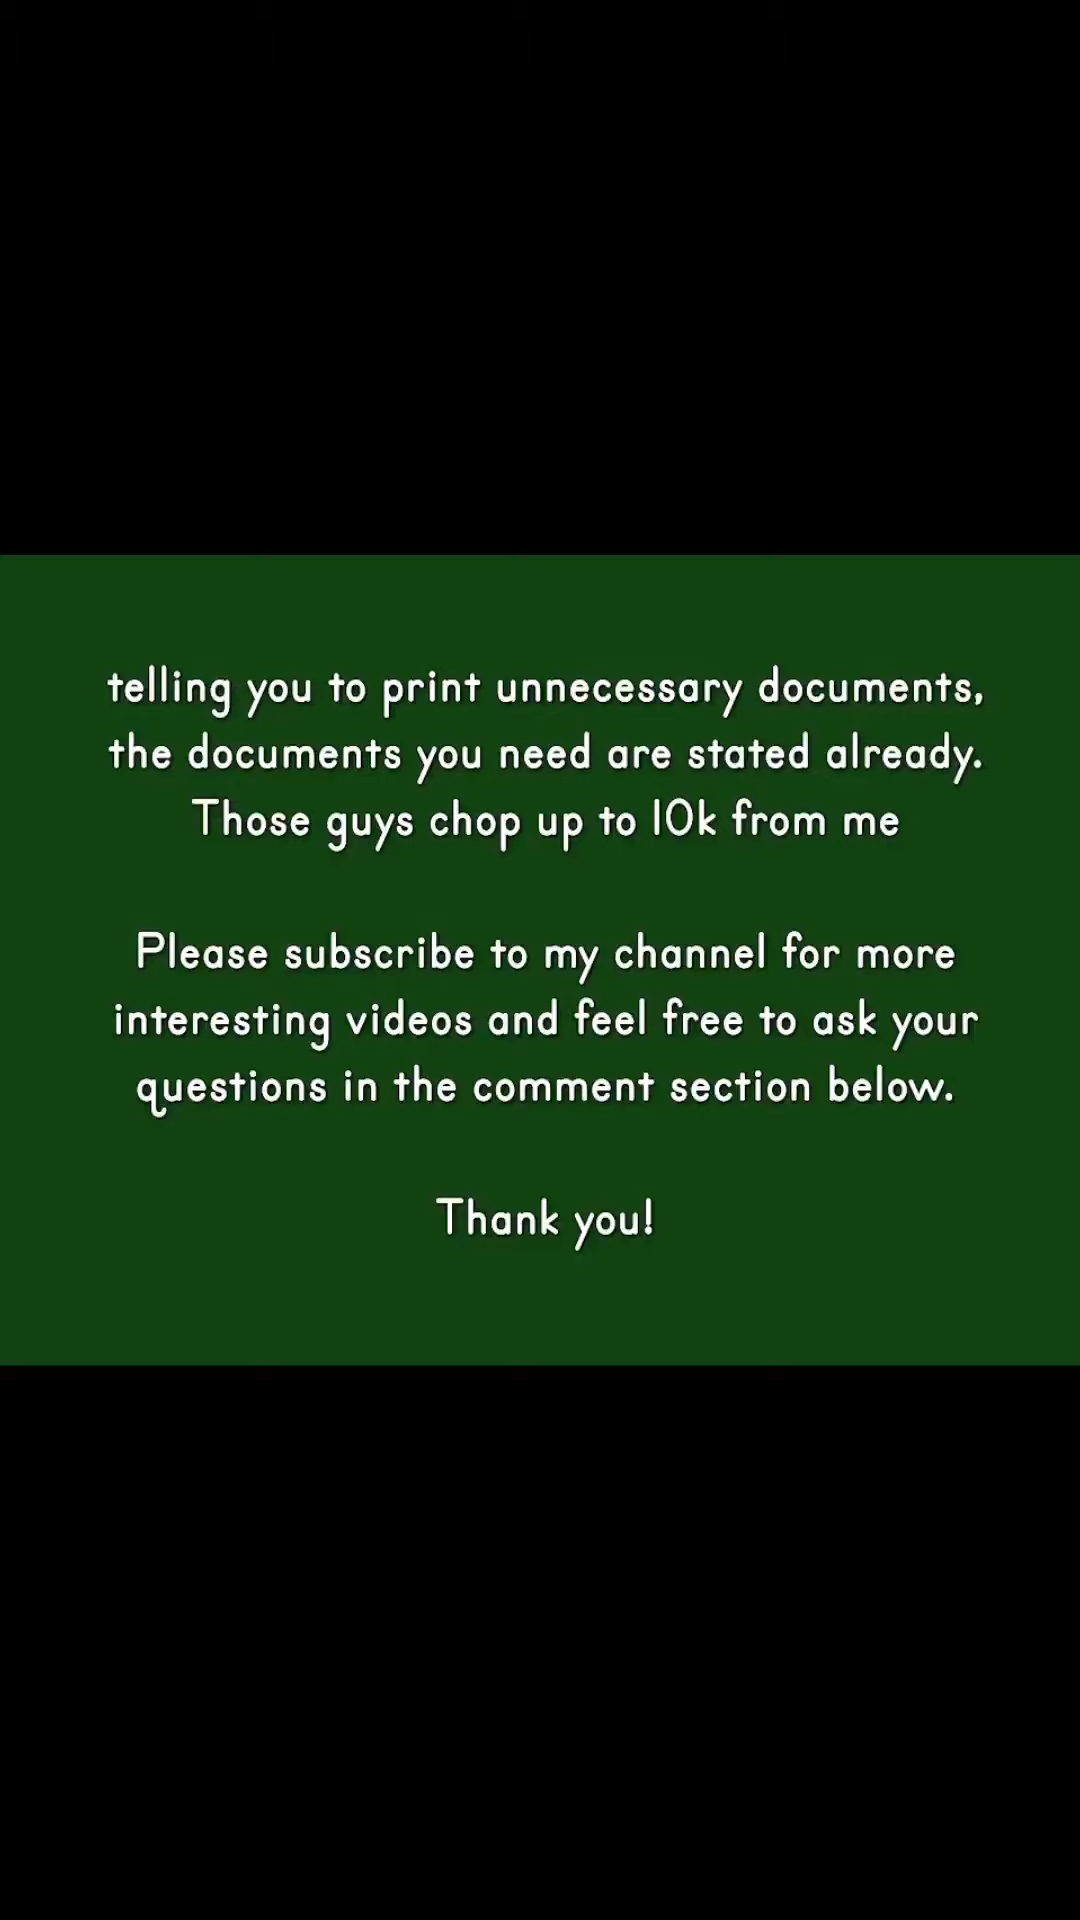 telling you to print unnecessary documents,
the documents you need are stated already.
Those guys chop up to 10k from me
Please subscribe to my channel for more
interesting videos and feel free to ask your
questions in the comment section below.
Thank you!